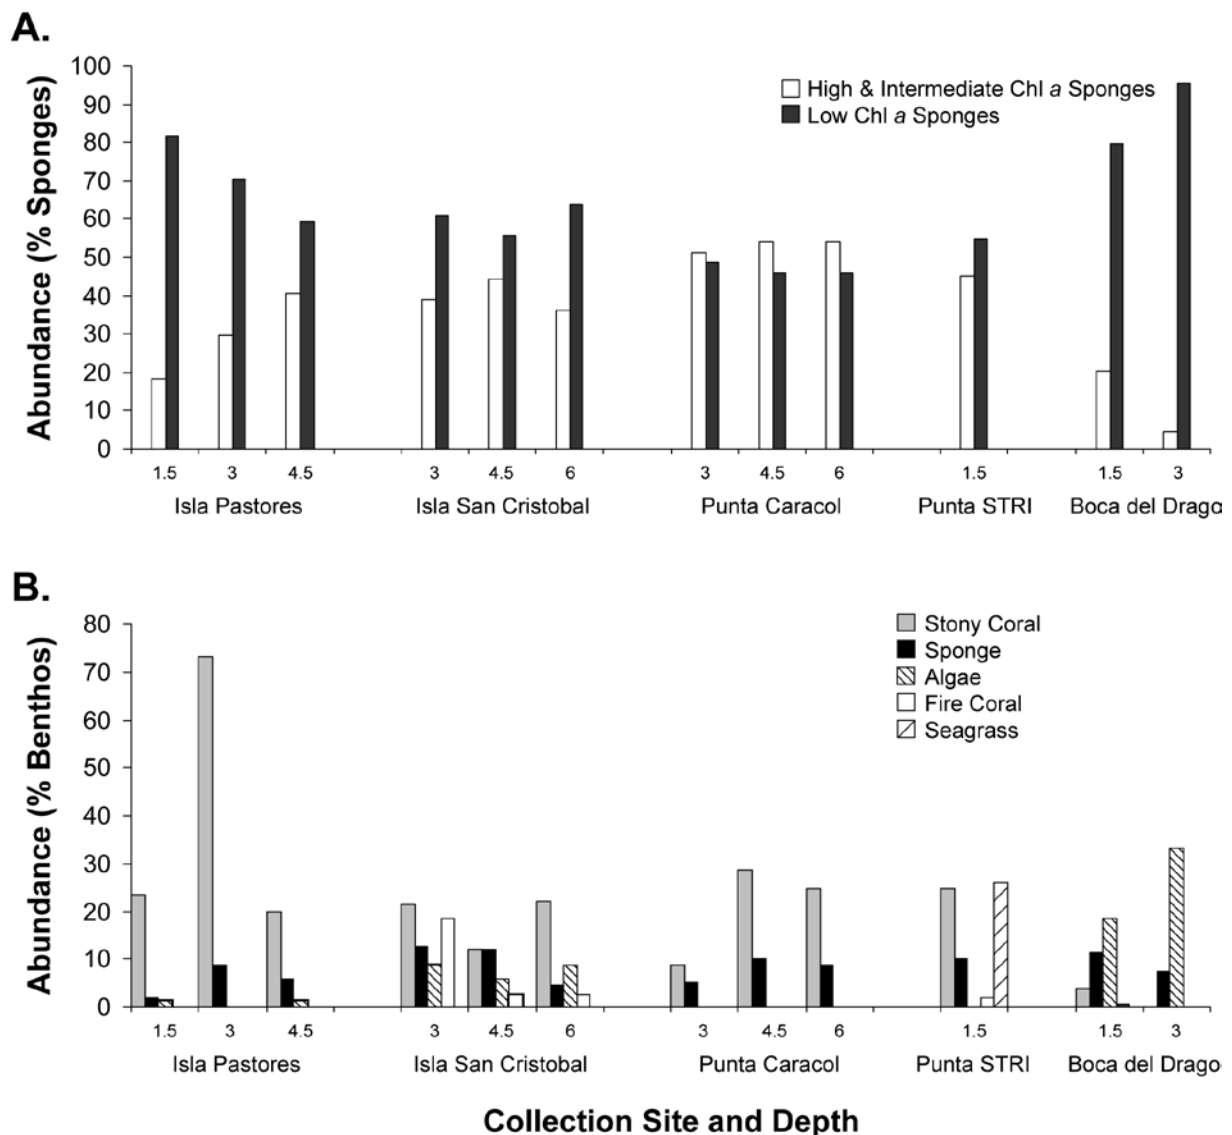 A.
Abundance (% Sponges)
100
90
80
70
60
50
40
30
20
10
0
High & Intermediate Chl a Sponges
Low Chl a Sponges
1.5 3 4.5 3 4.5 6 3 4.5 6 1.5 1.5 3
Isla Pastores Isla San Cristobal Punta Caracol Punta STRI Boca del Drago
B.
Abundance (% Benthos)
80
70
60
50
40
30
20
10
0
Stony Coral
Sponge
Algae
Fire Coral
Seagrass
1.5 3 4.5 3 4.5 6 3 4.5 6 1.5 1.5 3
Isla Pastores Isla San Cristobal Punta Caracol Punta STRI Boca del Drago
Collection Site and Depth